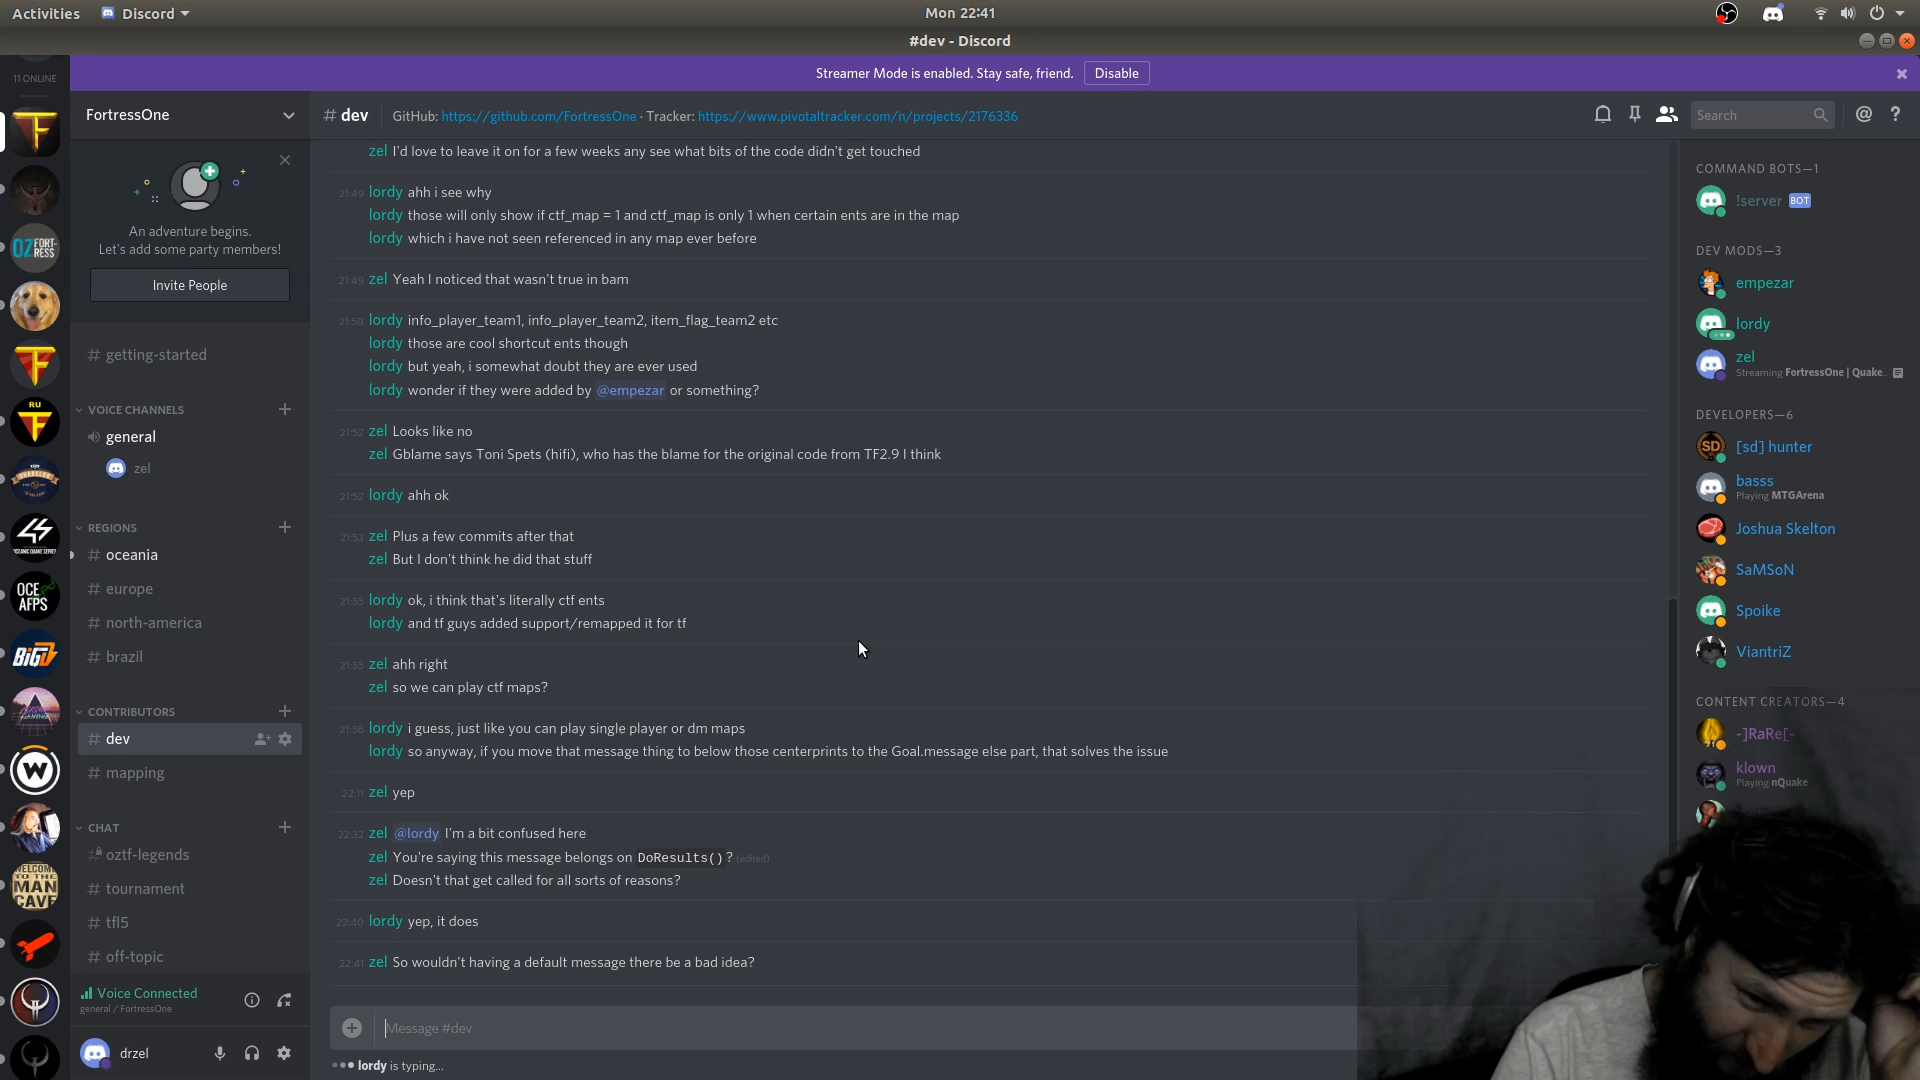 Activities
Discord
Mon 22:41
#dev - Discord
Streamer Mode is enabled. Stay safe, friend.
Disable
11 ONLINE
FortressOne
# dev
GitHub: https://github.com/FortressOne · Tracker: https://www.pivotaltracker.com/n/projects/2176336
Search
An adventure begins.
Let's add some party members!
Invite People
# getting-started
VOICE CHANNELS
general
zel
REGIONS
# oceania
# europe
# north-america
# brazil
CONTRIBUTORS
# dev
# mapping
CHAT
oztf-legends
# tournament
# tfl5
# off-topic
Voice Connected
general / FortressOne
drzel
OZ FORT-
RESS
RU
OCE
AFPS
BIG
W
WELCOME
TO THE
MAN
CAVE
zel I'd love to leave it on for a few weeks any see what bits of the code didn't get touched
21:49 lordy ahh i see why
lordy those will only show if ctf_map = 1 and ctf_map is only 1 when certain ents are in the map
lordy which i have not seen referenced in any map ever before
21:49 zel Yeah I noticed that wasn't true in bam
21:50 lordy info_player_team1, info_player_team2, item_flag_team2 etc
lordy those are cool shortcut ents though
lordy but yeah, i somewhat doubt they are ever used
lordy wonder if they were added by @empezar or something?
21:52 zel Looks like no
zel Gblame says Toni Spets (hifi), who has the blame for the original code from TF2.9 I think
21:52 lordy ahh ok
21:53 zel Plus a few commits after that
zel But I don't think he did that stuff
21:55 lordy ok, i think that's literally ctf ents
lordy and tf guys added support/remapped it for tf
21:55 zel ahh right
zel so we can play ctf maps?
21:56 lordy i guess, just like you can play single player or dm maps
lordy so anyway, if you move that message thing to below those centerprints to the Goal.message else part, that solves the issue
22:11 zel yep
22:32 zel @lordy I'm a bit confused here
zel You're saying this message belongs on DoResults() ? (edited)
zel Doesn't that get called for all sorts of reasons?
22:40 lordy yep, it does
22:41 zel So wouldn't having a default message there be a bad idea?
Message #dev
lordy is typing...
COMMAND BOTS—1
!server BOT
DEV MODS—3
empezar
lordy
zel
Streaming FortressOne | Quake..
DEVELOPERS—6
SD
[sd] hunter
basss
Playing MTGArena
Joshua Skelton
SaMSoN
Spoike
ViantriZ
CONTENT CREATORS—4
-]RaRe[-
klown
Playing nQuake